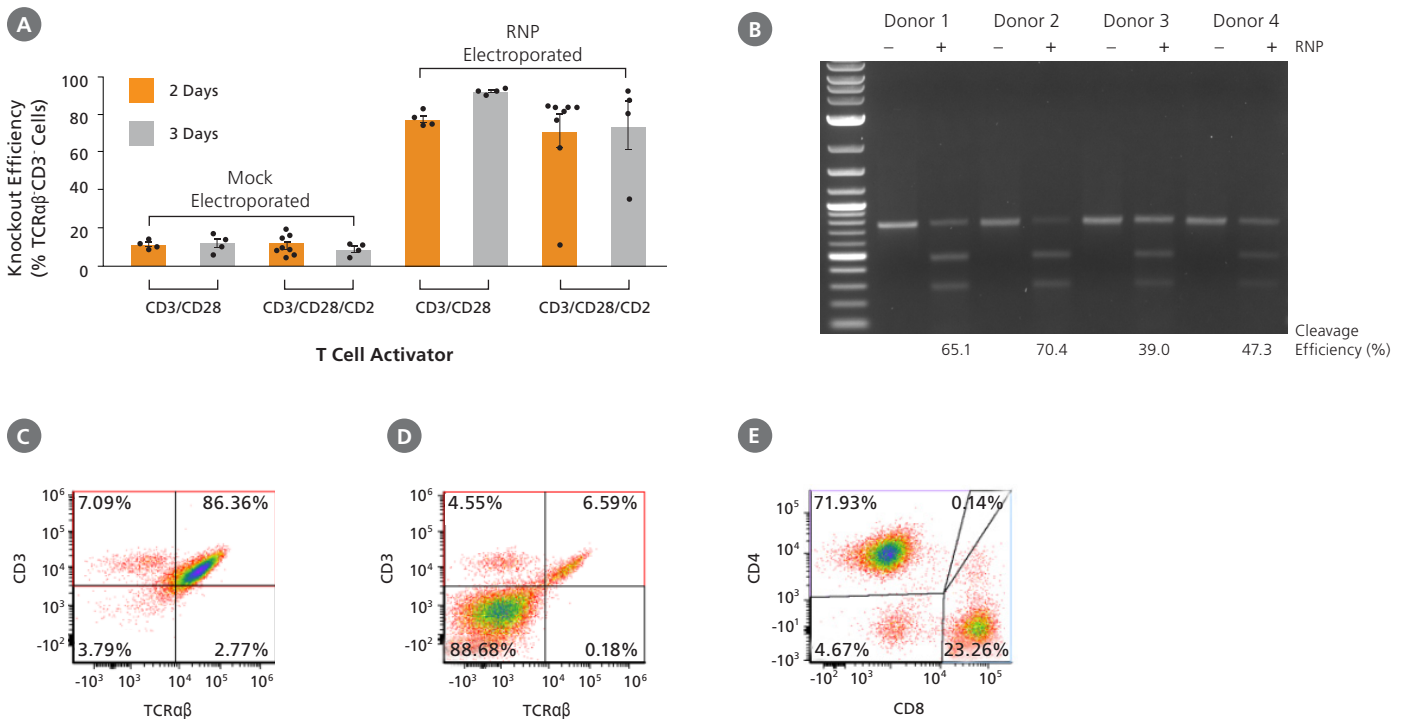 A
Knockout Efficiency
(% TCRαβ⁻CD3⁻ Cells)
100
80
60
40
20
0
2 Days
3 Days
Mock
Electroporated
RNP
Electroporated
CD3/CD28
CD3/CD28/CD2
CD3/CD28
CD3/CD28/CD2
T Cell Activator
B
Donor 1 Donor 2 Donor 3 Donor 4
– + – + – + – + RNP
Cleavage
Efficiency (%)
65.1 70.4 39.0 47.3
C
CD3
10⁶
10⁵
10⁴
10³
-10²
7.09% 86.36%
3.79% 2.77%
-10³ 10³ 10⁴ 10⁵ 10⁶
TCRαβ
D
CD3
10⁶
10⁵
10⁴
10³
-10²
4.55% 6.59%
88.68% 0.18%
-10³ 10³ 10⁴ 10⁵ 10⁶
TCRαβ
E
CD4
10⁵
10⁴
10³
-10¹
-10³
71.93% 0.14%
4.67% 23.26%
-10² 10³ 10⁴ 10⁵
CD8